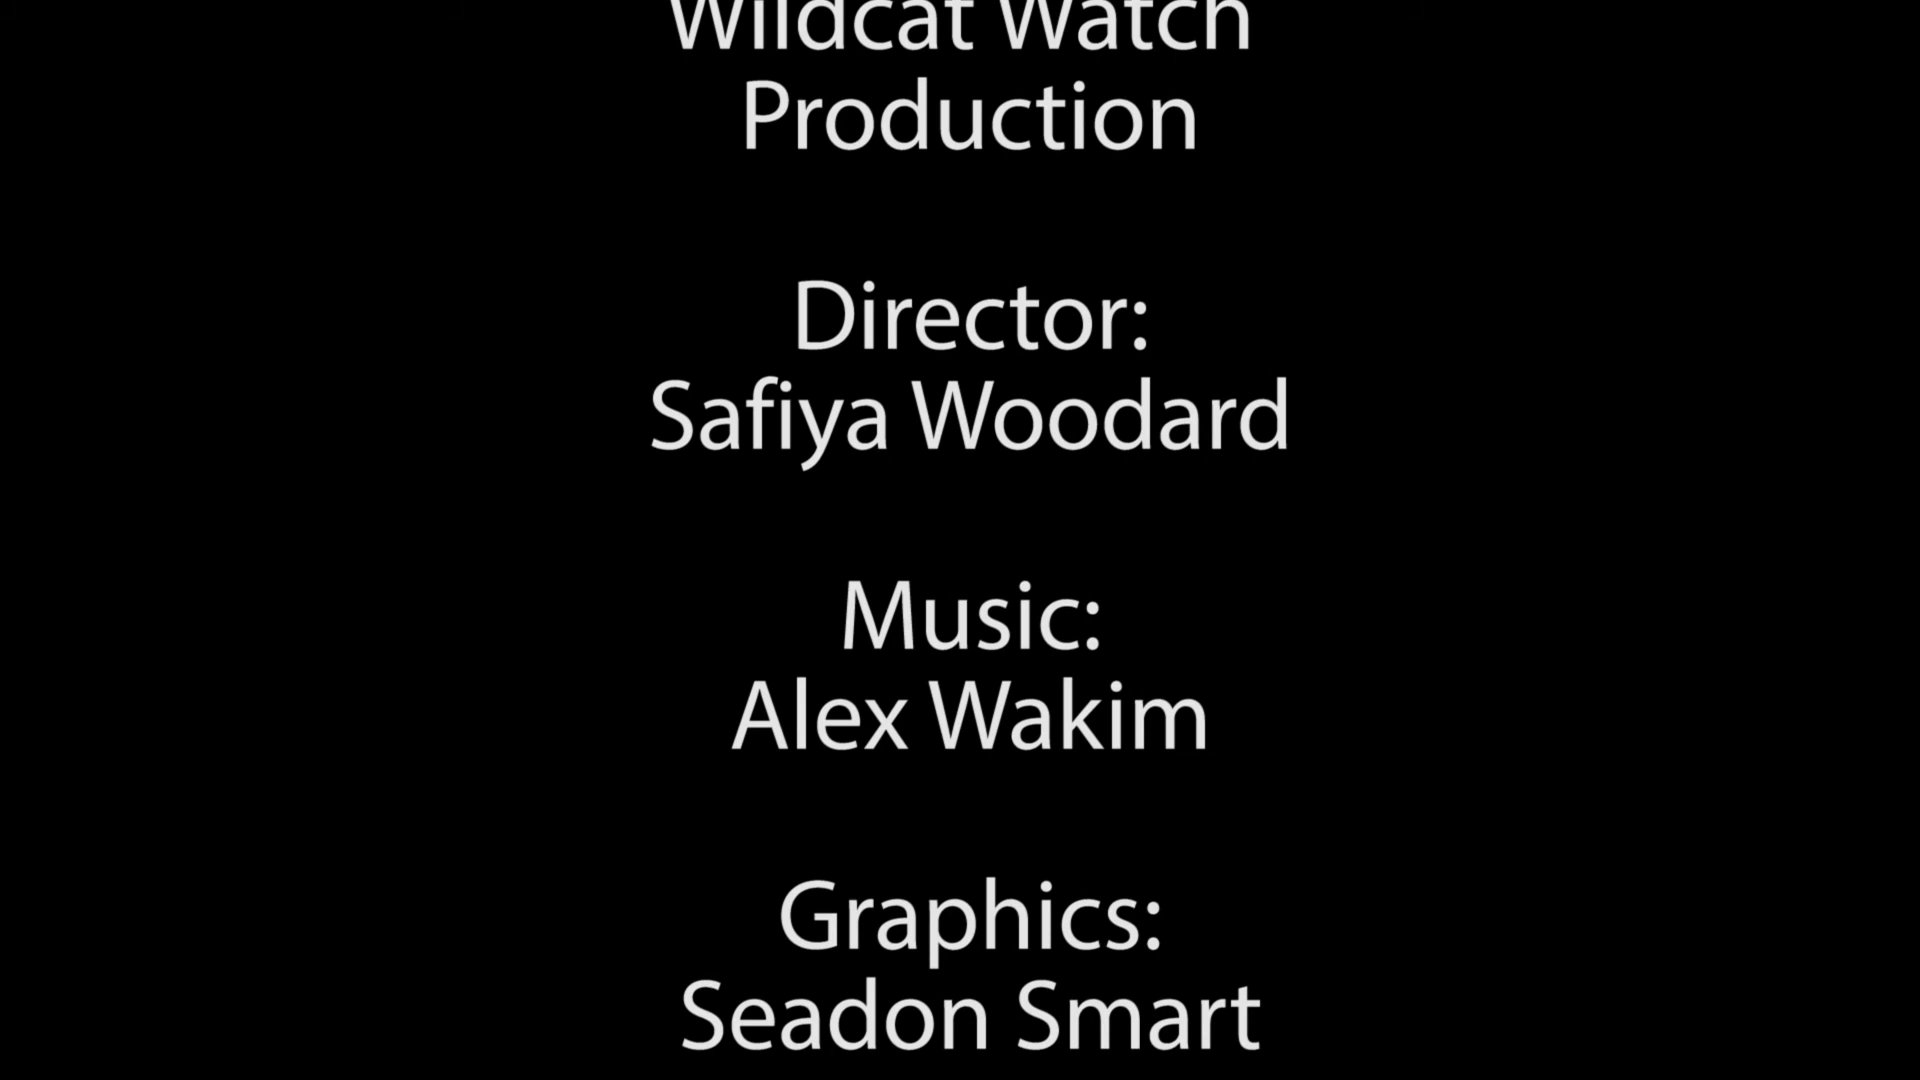 Wildcat Watch
Production
Director:
Safiya Woodard
Music:
Alex Wakim
Graphics:
Seadon Smart